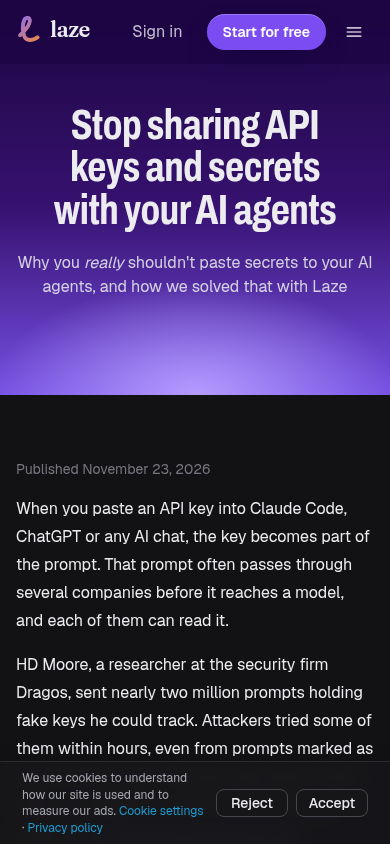 laze
Sign in
Start for free
Stop sharing API
keys and secrets
with your AI agents
Why you really shouldn't paste secrets to your AI
agents, and how we solved that with Laze
Published November 23, 2026
When you paste an API key into Claude Code,
ChatGPT or any AI chat, the key becomes part of
the prompt. That prompt often passes through
several companies before it reaches a model,
and each of them can read it.
HD Moore, a researcher at the security firm
Dragos, sent nearly two million prompts holding
fake keys he could track. Attackers tried some of
them within hours, even from prompts marked as
We use cookies to understand
how our site is used and to
measure our ads. Cookie settings
· Privacy policy
Reject
Accept